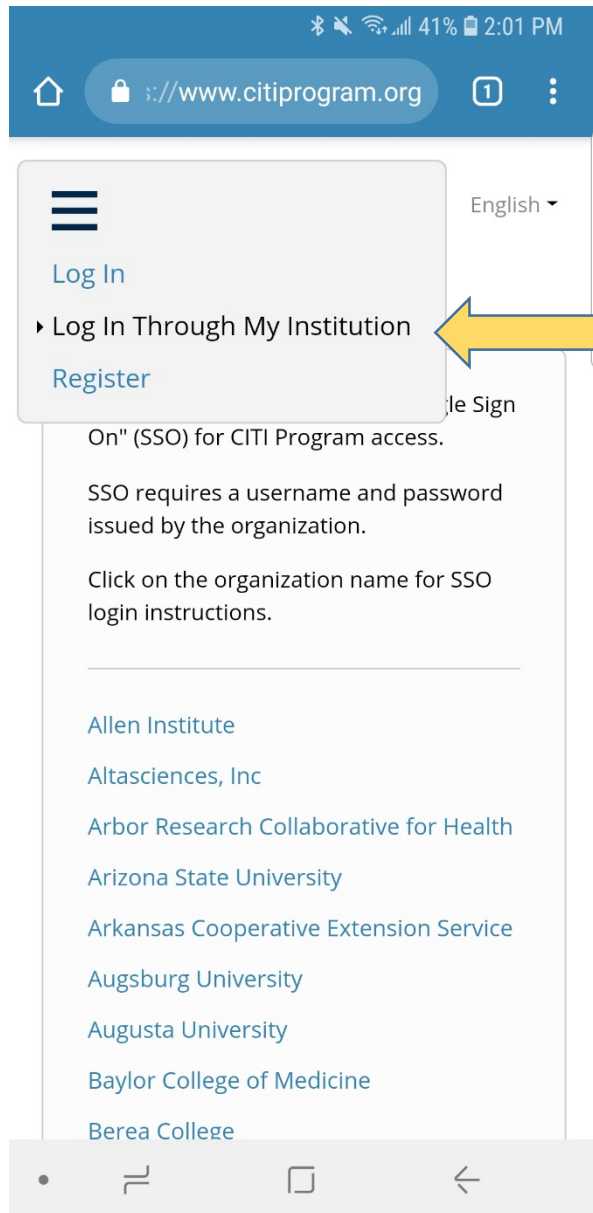 41% 2:01 PM
s://www.citiprogram.org 1
English
Log In
Log In Through My Institution
Register
le Sign
On" (SSO) for CITI Program access.
SSO requires a username and password
issued by the organization.
Click on the organization name for SSO
login instructions.
Allen Institute
Altasciences, Inc
Arbor Research Collaborative for Health
Arizona State University
Arkansas Cooperative Extension Service
Augsburg University
Augusta University
Baylor College of Medicine
Berea College